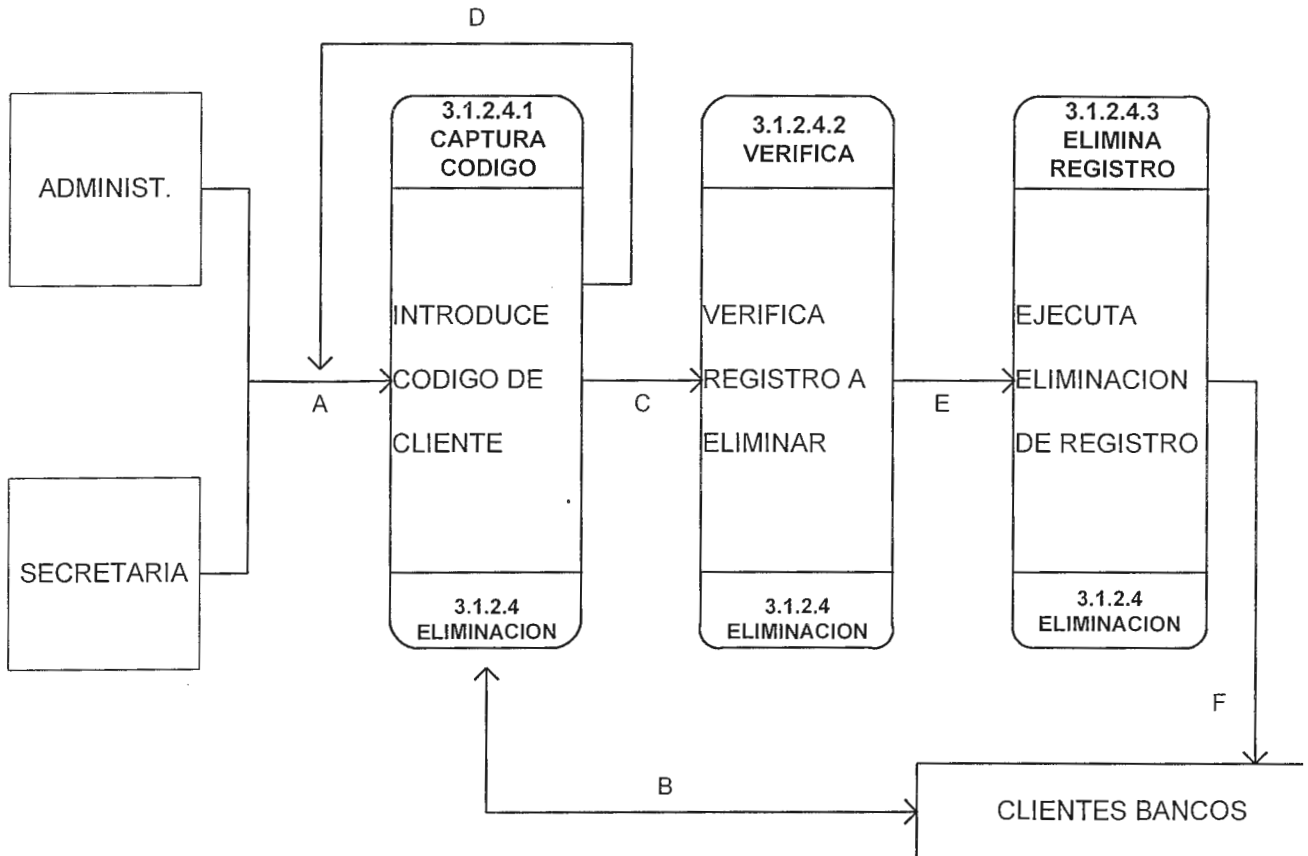 D
ADMINIST.
SECRETARIA
A
3.1.2.4.1
CAPTURA
CODIGO
INTRODUCE
CODIGO DE
CLIENTE
3.1.2.4
ELIMINACION
C
3.1.2.4.2
VERIFICA
VERIFICA
REGISTRO A
ELIMINAR
3.1.2.4
ELIMINACION
E
3.1.2.4.3
ELIMINA
REGISTRO
EJECUTA
ELIMINACION
DE REGISTRO
3.1.2.4
ELIMINACION
F
B
CLIENTES BANCOS